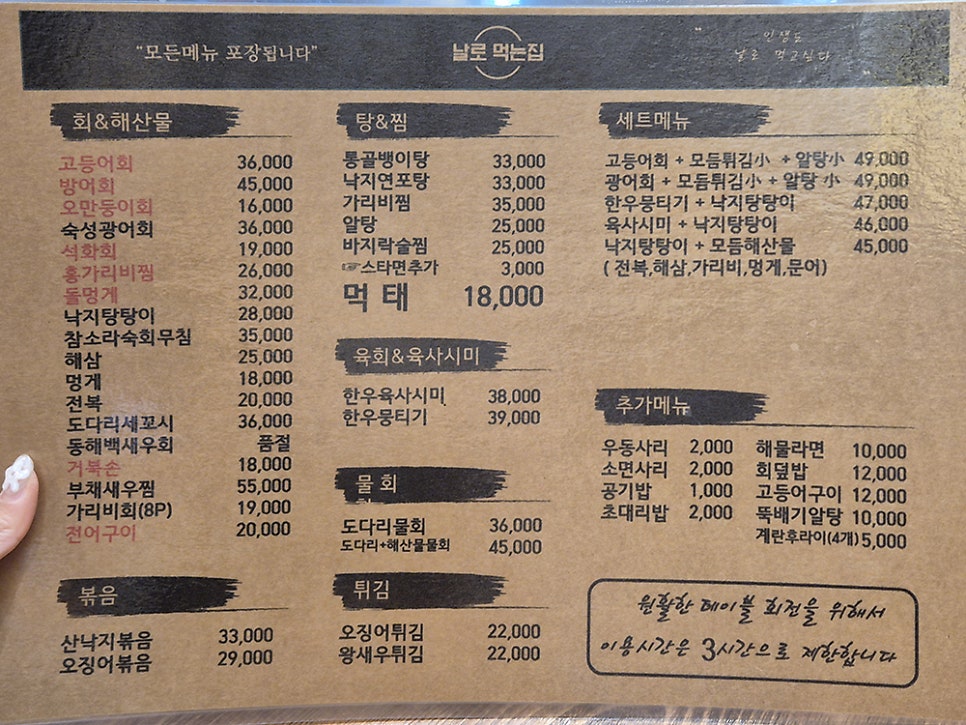 "모든메뉴 포장됩니다"
날로 먹는집
"인생도
날로 먹고싶다"
회&해산물
고등어회 36,000
방어회 45,000
오만둥이회 16,000
숙성광어회 36,000
석화회 19,000
홍가리비찜 26,000
돌멍게 32,000
낙지탕탕이 28,000
참소라숙회무침 35,000
해삼 25,000
멍게 18,000
전복 20,000
도다리세꼬시 36,000
동해백새우회 품절
거북손 18,000
부채새우찜 55,000
가리비회(8P) 19,000
전어구이 20,000
볶음
산낙지볶음 33,000
오징어볶음 29,000
탕&찜
통골뱅이탕 33,000
낙지연포탕 33,000
가리비찜 35,000
알탕 25,000
바지락술찜 25,000
☞스타면추가 3,000
먹태 18,000
육회&육사시미
한우육사시미 38,000
한우뭉티기 39,000
물회
도다리물회 36,000
도다리+해산물물회 45,000
튀김
오징어튀김 22,000
왕새우튀김 22,000
세트메뉴
고등어회 + 모듬튀김小 + 알탕小 49,000
광어회 + 모듬튀김小 + 알탕 小 49,000
한우뭉티기 + 낙지탕탕이 47,000
육사시미 + 낙지탕탕이 46,000
낙지탕탕이 + 모듬해산물 45,000
( 전복,해삼,가리비,멍게,문어)
추가메뉴
우동사리 2,000
소면사리 2,000
공기밥 1,000
초대리밥 2,000
해물라면 10,000
회덮밥 12,000
고등어구이 12,000
뚝배기알탕 10,000
계란후라이(4개) 5,000
원활한 테이블 회전을 위해서
이용시간은 3시간으로 제한합니다